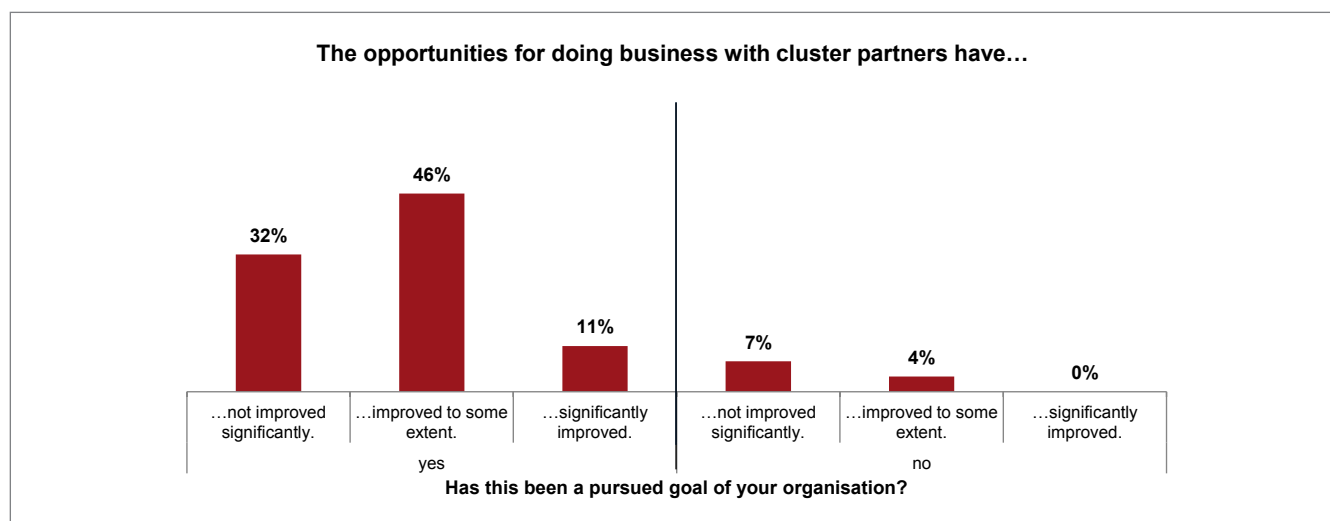 The opportunities for doing business with cluster partners have…
46%
32%
11%
7%
4%
0%
…not improved significantly.
…improved to some extent.
…significantly improved.
…not improved significantly.
…improved to some extent.
…significantly improved.
yes
no
Has this been a pursued goal of your organisation?